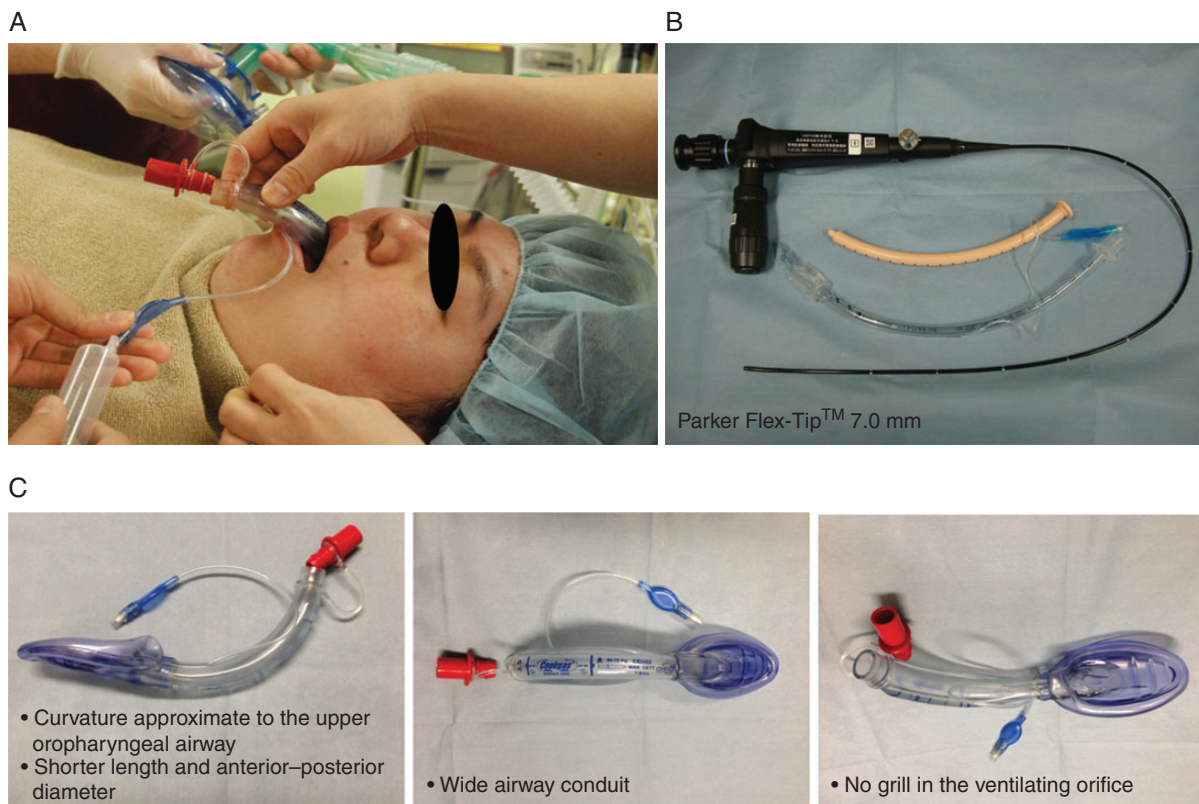 A
B
Parker Flex-Tip™ 7.0 mm
C
• Curvature approximate to the upper
oropharyngeal airway
• Shorter length and anterior–posterior
diameter
Cookgas
• Wide airway conduit
• No grill in the ventilating orifice